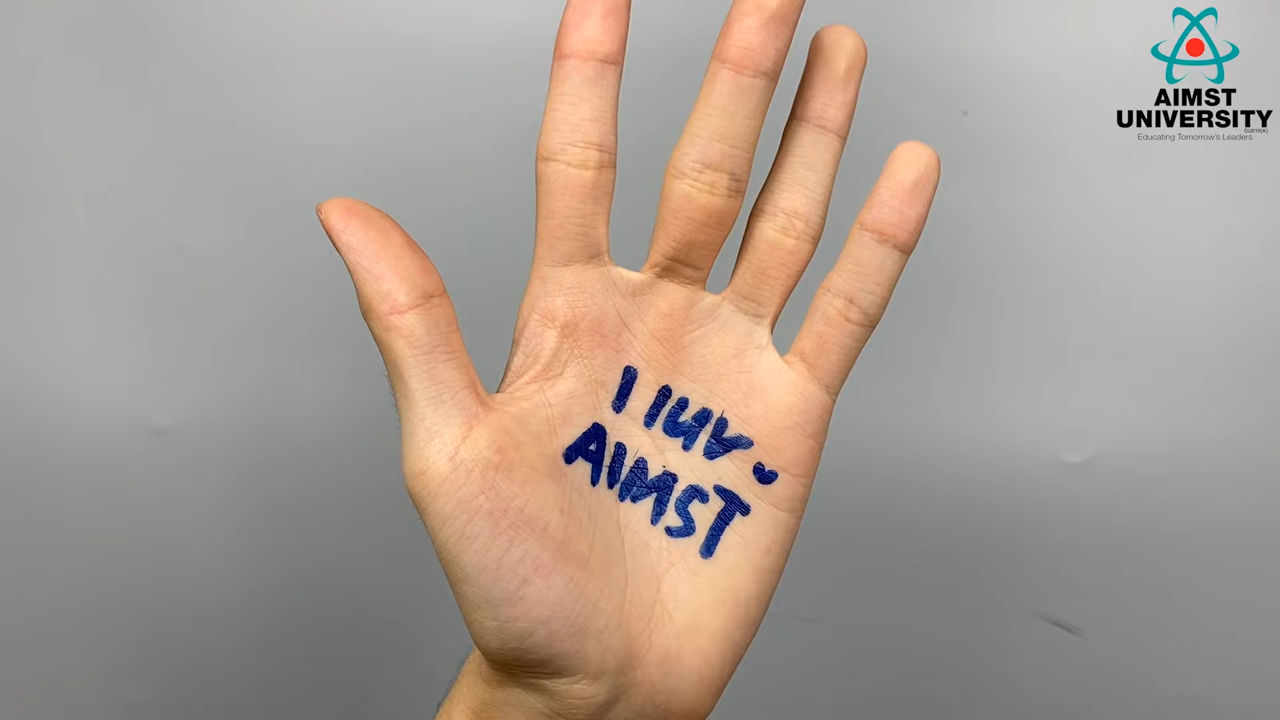 AIMST
UNIVERSITY
Educating Tomorrow's Leaders
I luv
AIMST